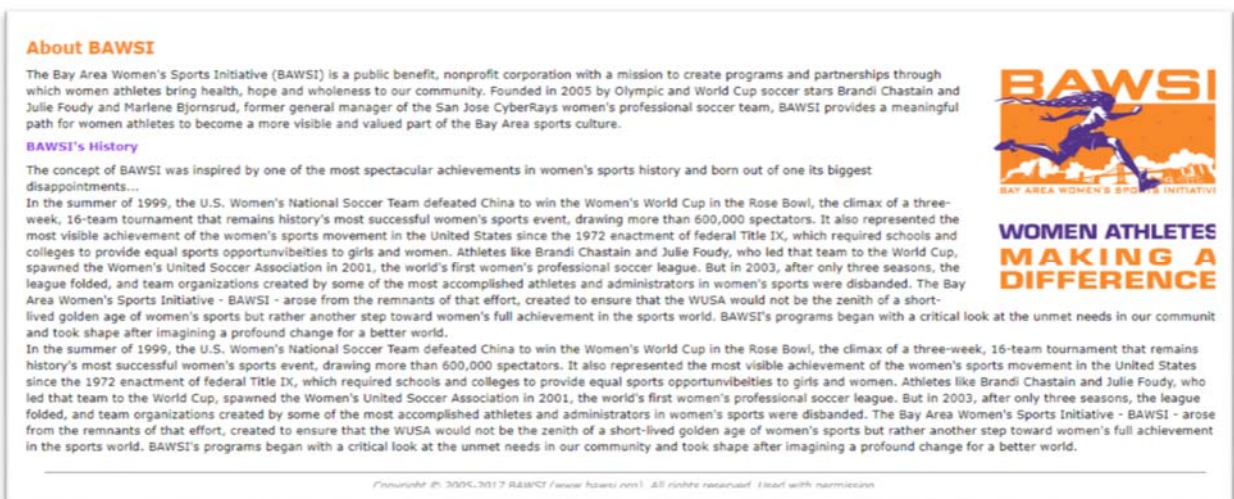 About BAWSI
The Bay Area Women's Sports Initiative (BAWSI) is a public benefit, nonprofit corporation with a mission to create programs and partnerships through
which women athletes bring health, hope and wholeness to our community. Founded in 2005 by Olympic and World Cup soccer stars Brandi Chastain and
Julie Foudy and Marlene Bjornsrud, former general manager of the San Jose CyberRays women's professional soccer team, BAWSI provides a meaningful
path for women athletes to become a more visible and valued part of the Bay Area sports culture.
BAWSI's History
The concept of BAWSI was inspired by one of the most spectacular achievements in women's sports history and born out of one its biggest
disappointments...
In the summer of 1999, the U.S. Women's National Soccer Team defeated China to win the Women's World Cup in the Rose Bowl, the climax of a three-
week, 16-team tournament that remains history's most successful women's sports event, drawing more than 600,000 spectators. It also represented the
most visible achievement of the women's sports movement in the United States since the 1972 enactment of federal Title IX, which required schools and
colleges to provide equal sports opportunvibeities to girls and women. Athletes like Brandi Chastain and Julie Foudy, who led that team to the World Cup,
spawned the Women's United Soccer Association in 2001, the world's first women's professional soccer league. But in 2003, after only three seasons, the
league folded, and team organizations created by some of the most accomplished athletes and administrators in women's sports were disbanded. The Bay
Area Women's Sports Initiative - BAWSI - arose from the remnants of that effort, created to ensure that the WUSA would not be the zenith of a short-
lived golden age of women's sports but rather another step toward women's full achievement in the sports world. BAWSI's programs began with a critical look at the unmet needs in our communit
and took shape after imagining a profound change for a better world.
In the summer of 1999, the U.S. Women's National Soccer Team defeated China to win the Women's World Cup in the Rose Bowl, the climax of a three-week, 16-team tournament that remains
history's most successful women's sports event, drawing more than 600,000 spectators. It also represented the most visible achievement of the women's sports movement in the United States
since the 1972 enactment of federal Title IX, which required schools and colleges to provide equal sports opportunvibeities to girls and women. Athletes like Brandi Chastain and Julie Foudy, who
led that team to the World Cup, spawned the Women's United Soccer Association in 2001, the world's first women's professional soccer league. But in 2003, after only three seasons, the league
folded, and team organizations created by some of the most accomplished athletes and administrators in women's sports were disbanded. The Bay Area Women's Sports Initiative - BAWSI - arose
from the remnants of that effort, created to ensure that the WUSA would not be the zenith of a short-lived golden age of women's sports but rather another step toward women's full achievement
in the sports world. BAWSI's programs began with a critical look at the unmet needs in our community and took shape after imagining a profound change for a better world.
BAWSI
BAY AREA WOMEN'S SPORTS INITIATIVE
WOMEN ATHLETES
MAKING A
DIFFERENCE
Copyright © 2005-2017 BAWSI (www.bawsi.org). All rights reserved. Used with permission